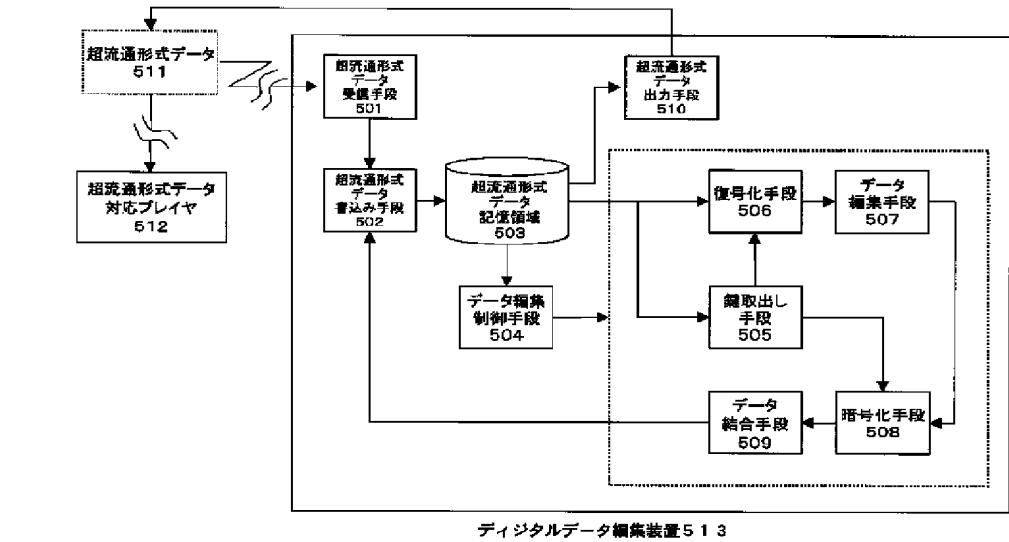 超流通形式データ
511
超流通形式
データ
受信手段
501
超流通形式
データ
出力手段
510
超流通形式データ
対応プレイヤ
512
超流通形式
データ
書込み手段
502
超流通形式
データ
記憶領域
503
復号化手段
506
データ
編集手段
507
データ編集
制御手段
504
鍵取出し
手段
505
データ
結合手段
509
暗号化手段
508
ディジタルデータ編集装置513